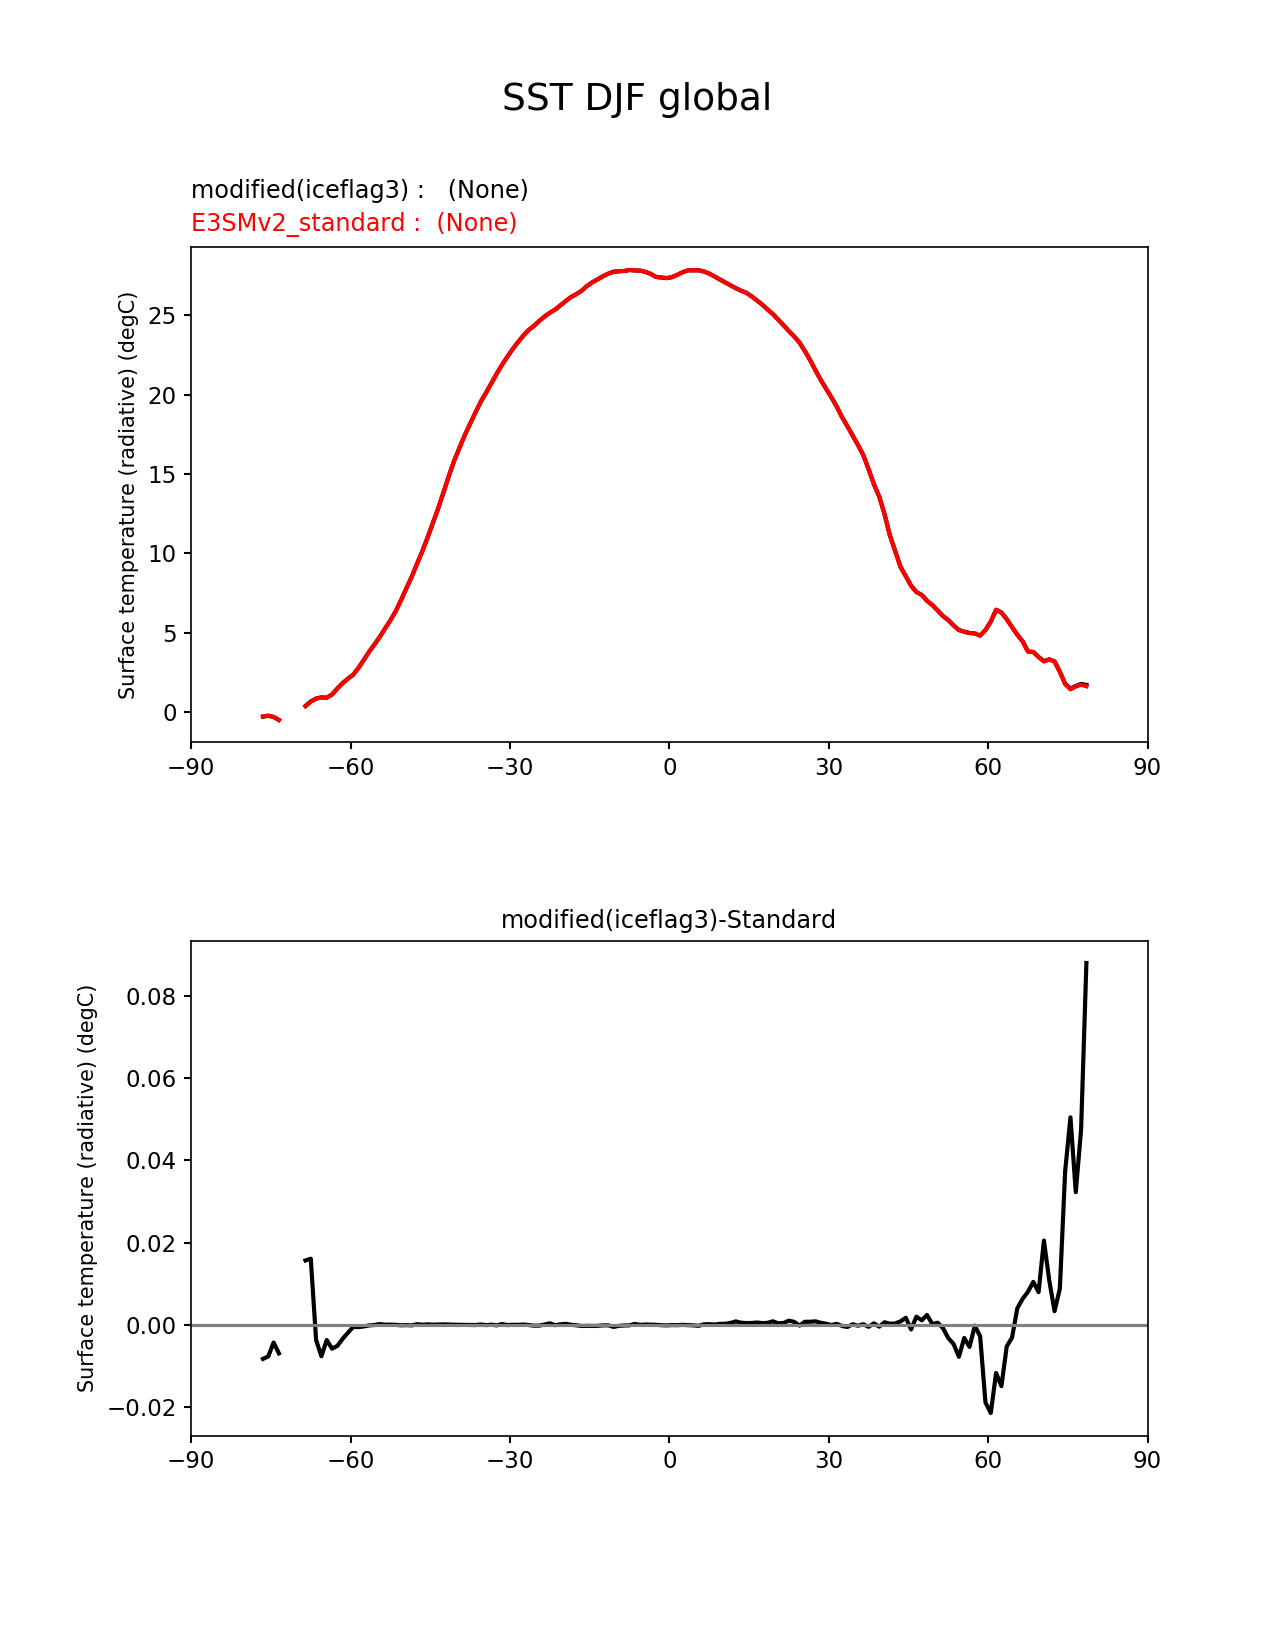 SST DJF global
modified(iceflag3) :   (None)
E3SMv2_standard :  (None)
Surface temperature (radiative) (degC)
25
20
15
10
5
0
−90 −60 −30 0 30 60 90
modified(iceflag3)-Standard
Surface temperature (radiative) (degC)
0.08
0.06
0.04
0.02
0.00
−0.02
−90 −60 −30 0 30 60 90